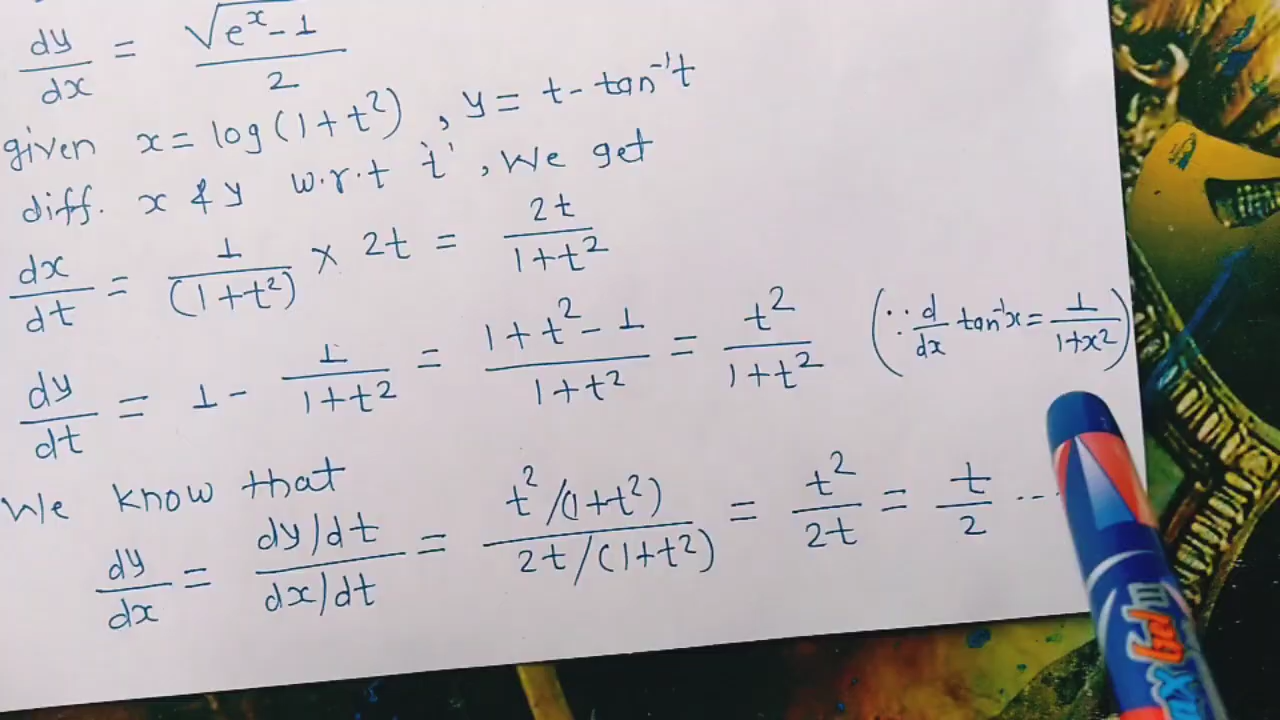 dy/dx = √(eˣ - 1) / 2
given x = log(1+t²), y = t - tan⁻¹t
diff. x & y w.r.t 't', We get
dx/dt = 1/(1+t²) × 2t = 2t/(1+t²)
dy/dt = 1 - 1/(1+t²) = (1+t²-1)/(1+t²) = t²/(1+t²) (∵ d/dx tan⁻¹x = 1/(1+x²))
We know that
dy/dx = (dy/dt)/(dx/dt) = (t²/(1+t²))/(2t/(1+t²)) = t²/2t = t/2 ---